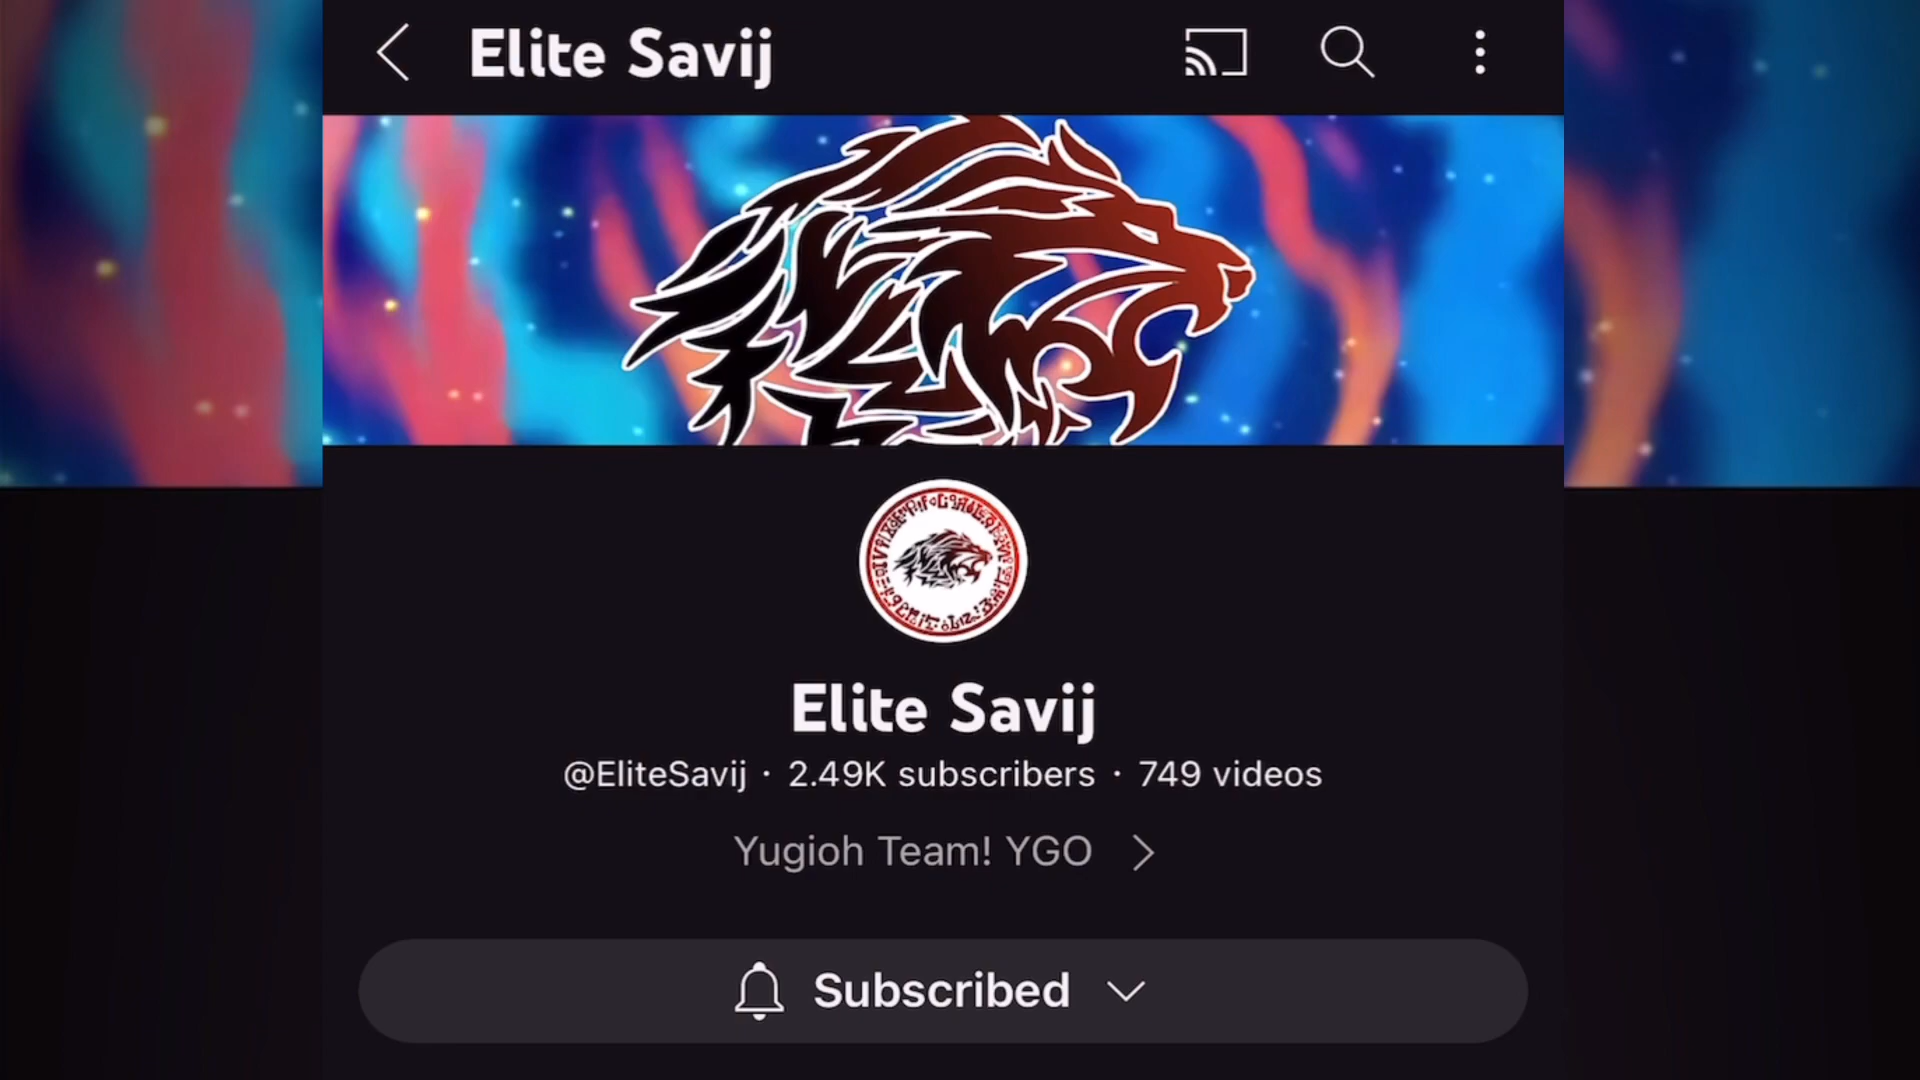 Elite Savij
Elite Savij
@EliteSavij · 2.49K subscribers · 749 videos
Yugioh Team! YGO
Subscribed